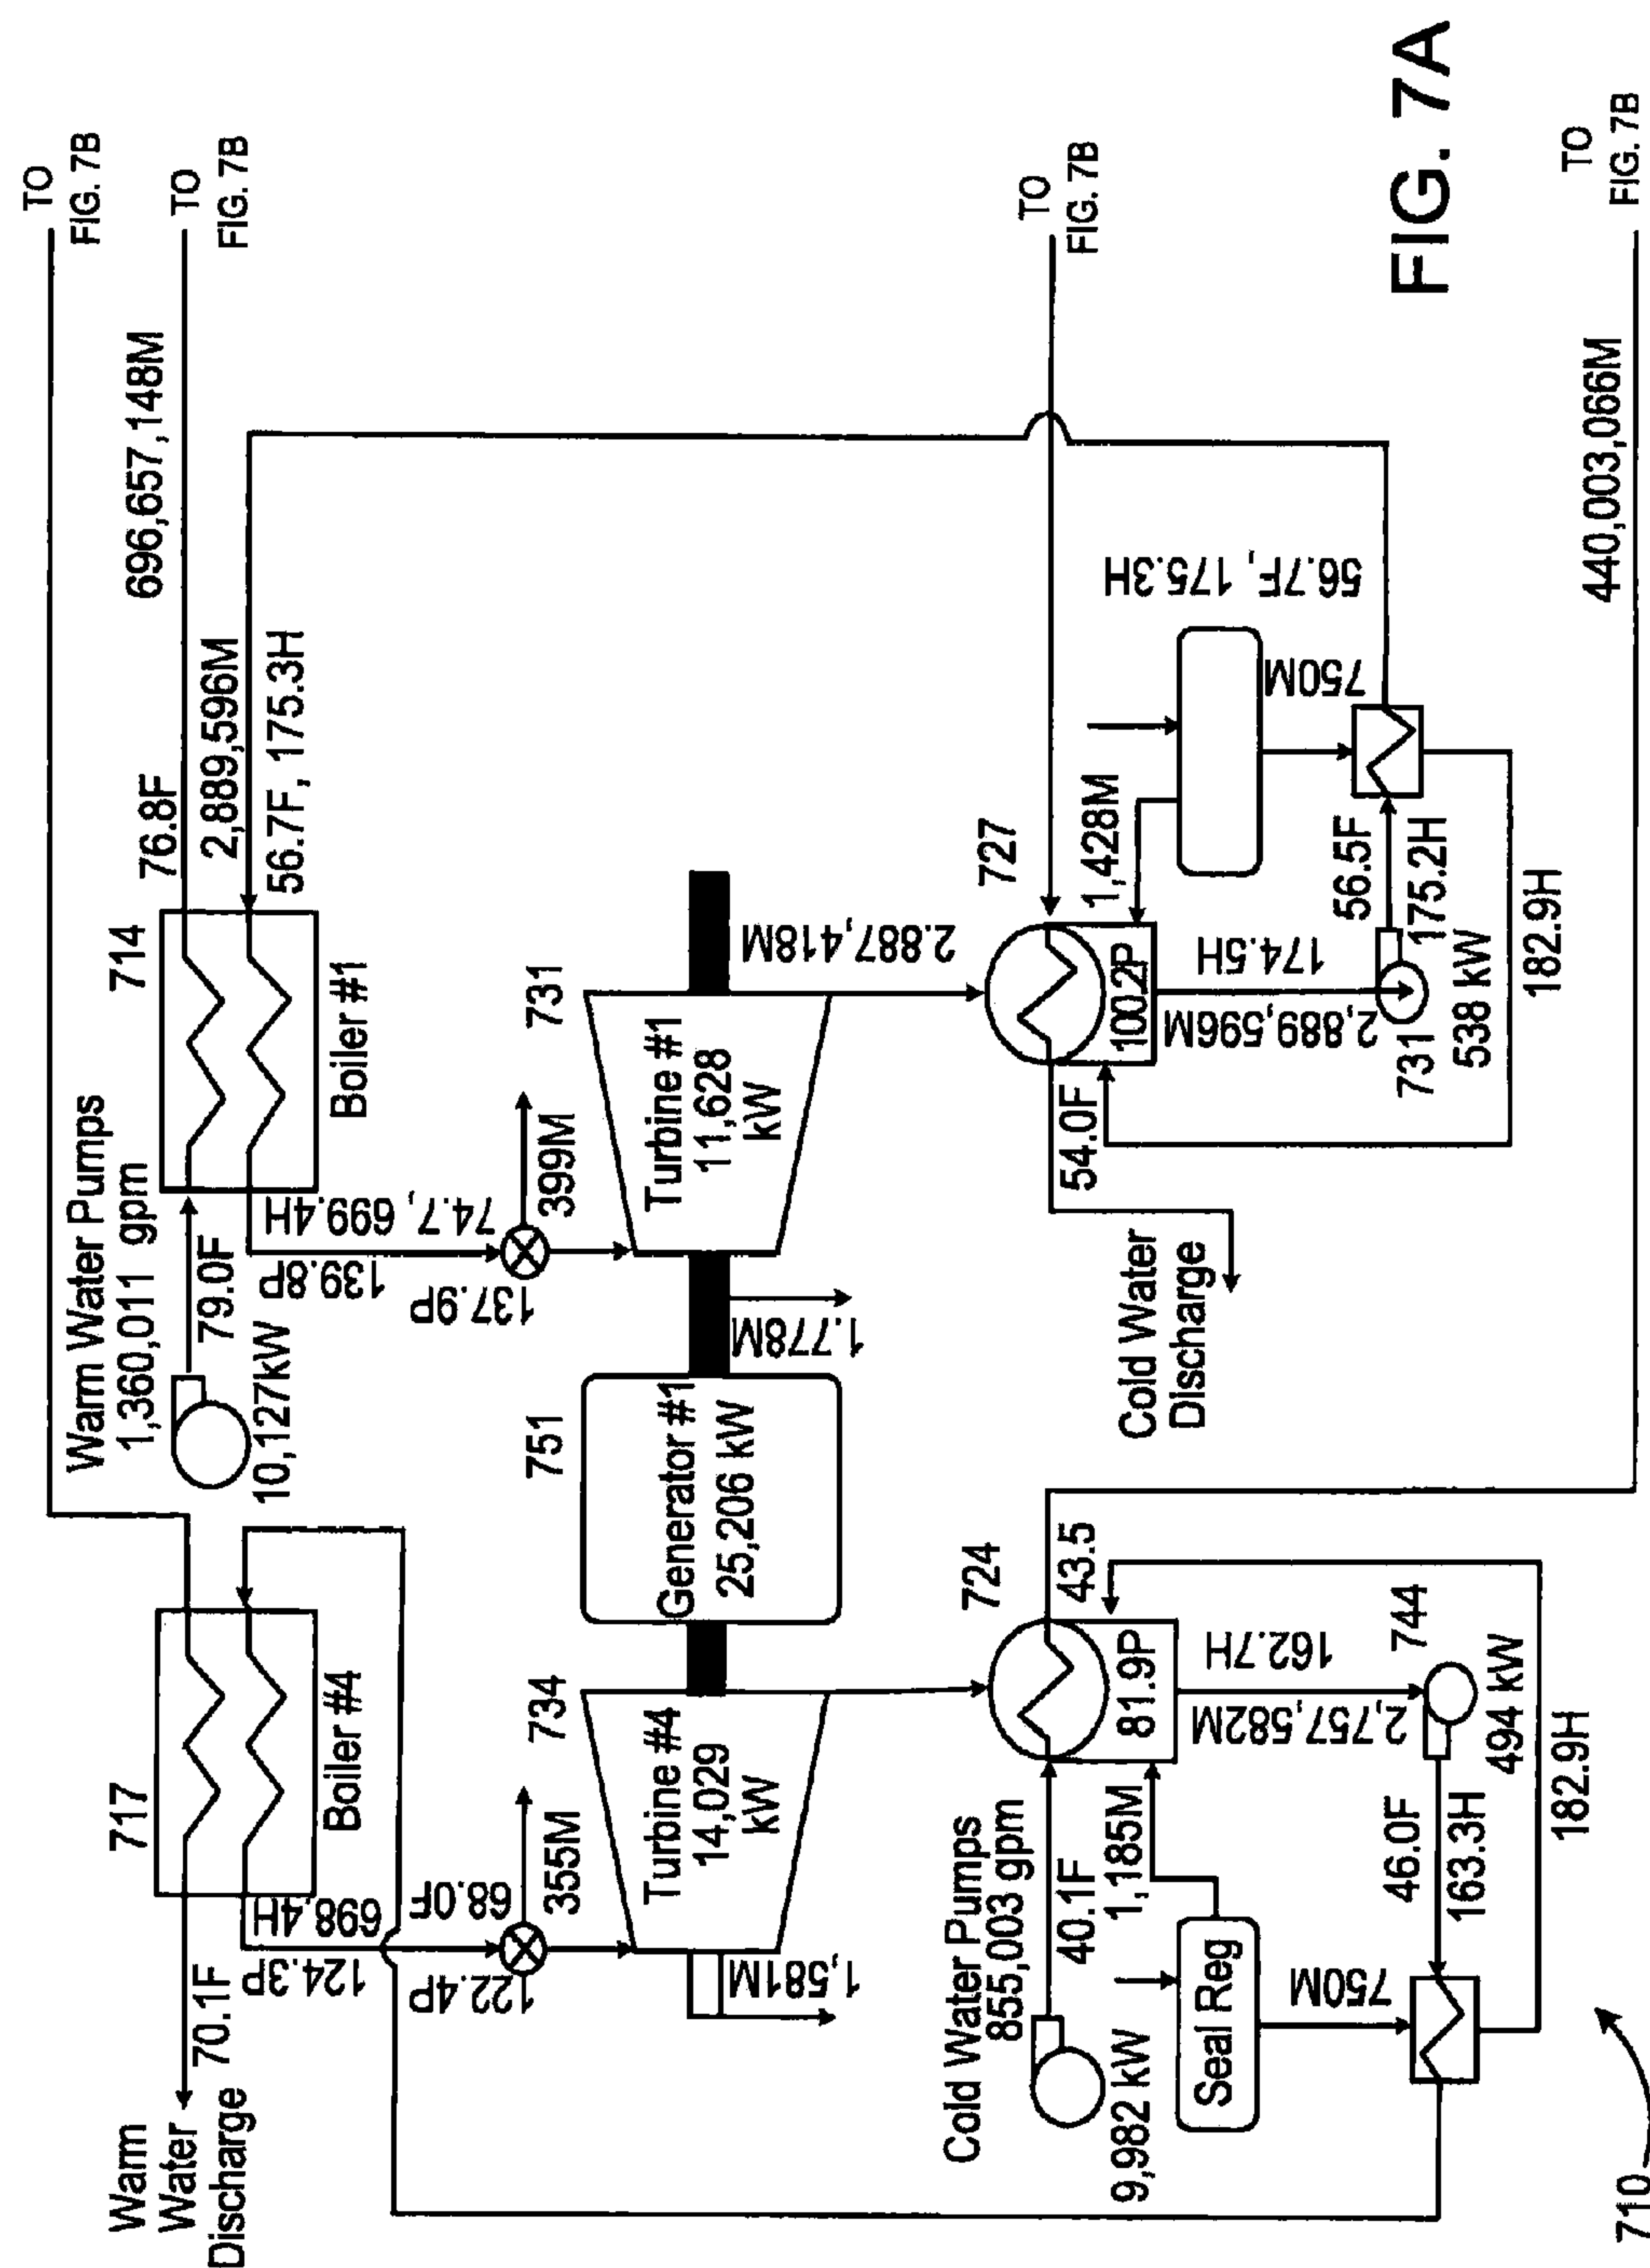 TO
FIG. 7B
TO
FIG. 7B
Warm
Water
Discharge
70.1F
717
Boiler #4
Warm Water Pumps
1,360,011 gpm
79.0F
10,127kW
714
Boiler #1
76.8F
696,657,148M
2,889,596M
56.7F, 175.3H
698.4H
124.3P
68.0F
122.4P
355M
74.7, 699.4H
139.8P
137.9P
399M
734
Turbine #4
14,029
kW
1,581M
751
Generator #1
25,206 kW
1.778M
731
Turbine #1
11,628
kW
2.887,418M
Cold Water Pumps
855,003 gpm
40.1F
9,982 kW
1,185M
Seal Reg
750M
724
43.5
81.9P
162.7H
2,757,582M
744
494 kW
46.0F
163.3H
182.9H
Cold Water
Discharge
54.0F
727
TO
FIG. 7B
100.2P
1,428M
174.5H
2,889,596M
731
538 kW
56.5F
175.2H
182.9H
750M
56.7F, 175.3H
440,003,066M
TO
FIG. 7B
710
FIG. 7A